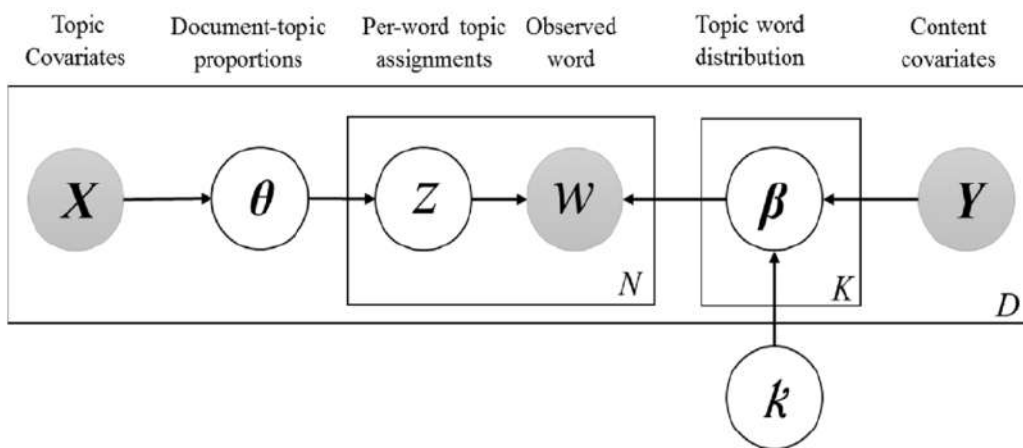 Topic Document-topic Per-word topic Observed Topic word Content
Covariates proportions assignments word distribution covariates
X θ Z W β Y
N K D
k